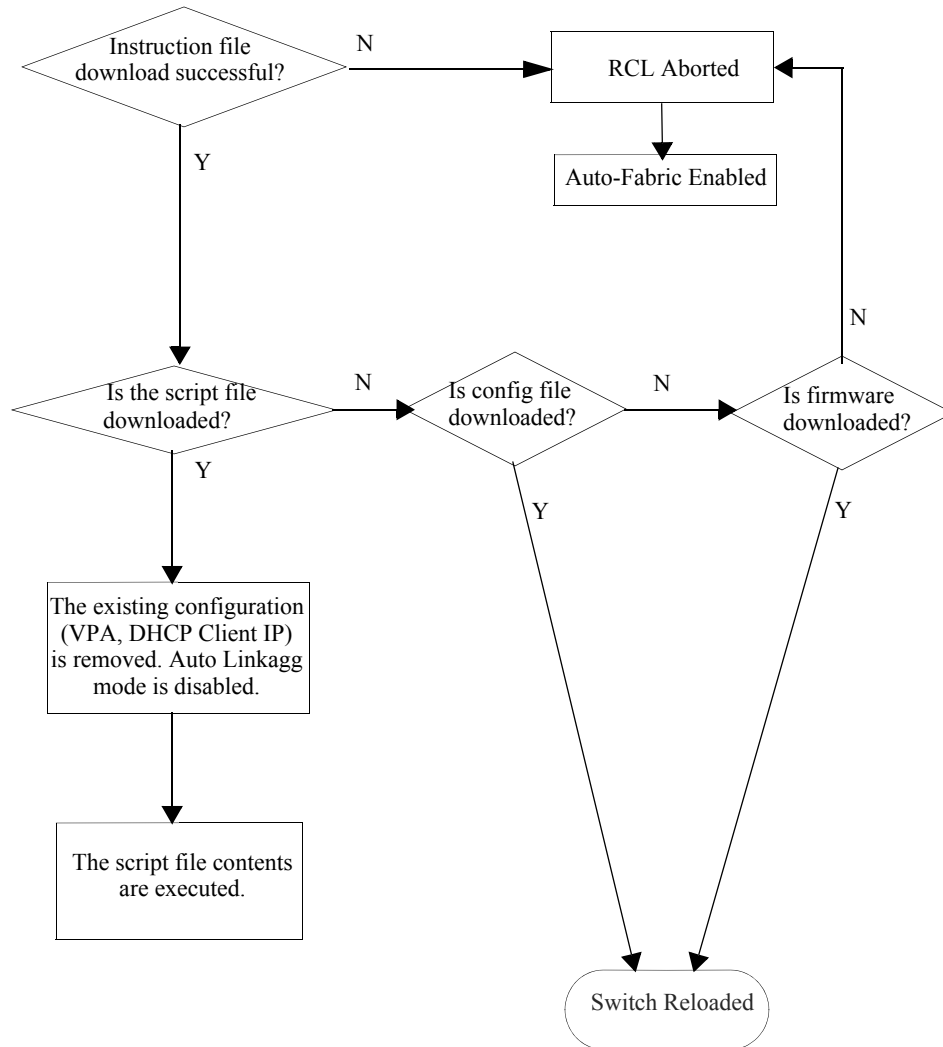 Instruction file
download successful?
N
RCL Aborted
Y
Auto-Fabric Enabled
N
Is the script file
downloaded?
N
Is config file
downloaded?
N
Is firmware
downloaded?
Y
Y
Y
The existing configuration
(VPA, DHCP Client IP)
is removed. Auto Linkagg
mode is disabled.
The script file contents
are executed.
Switch Reloaded